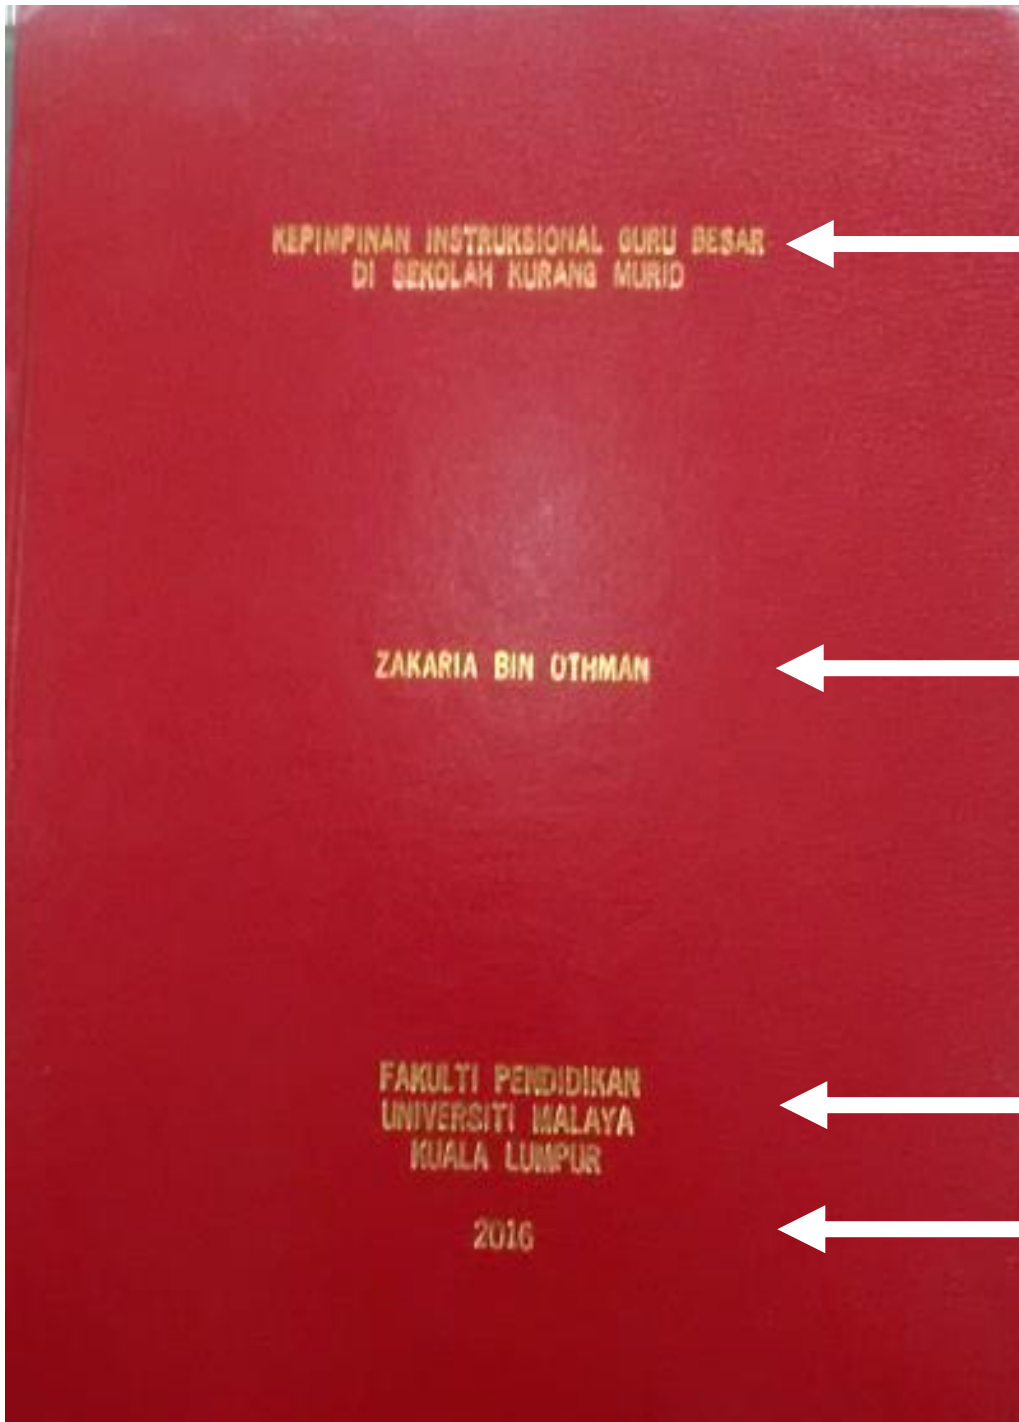 KEPIMPINAN INSTRUKSIONAL GURU BESAR
DI SEKOLAH KURANG MURID
ZAKARIA BIN OTHMAN
FAKULTI PENDIDIKAN
UNIVERSITI MALAYA
KUALA LUMPUR
2016